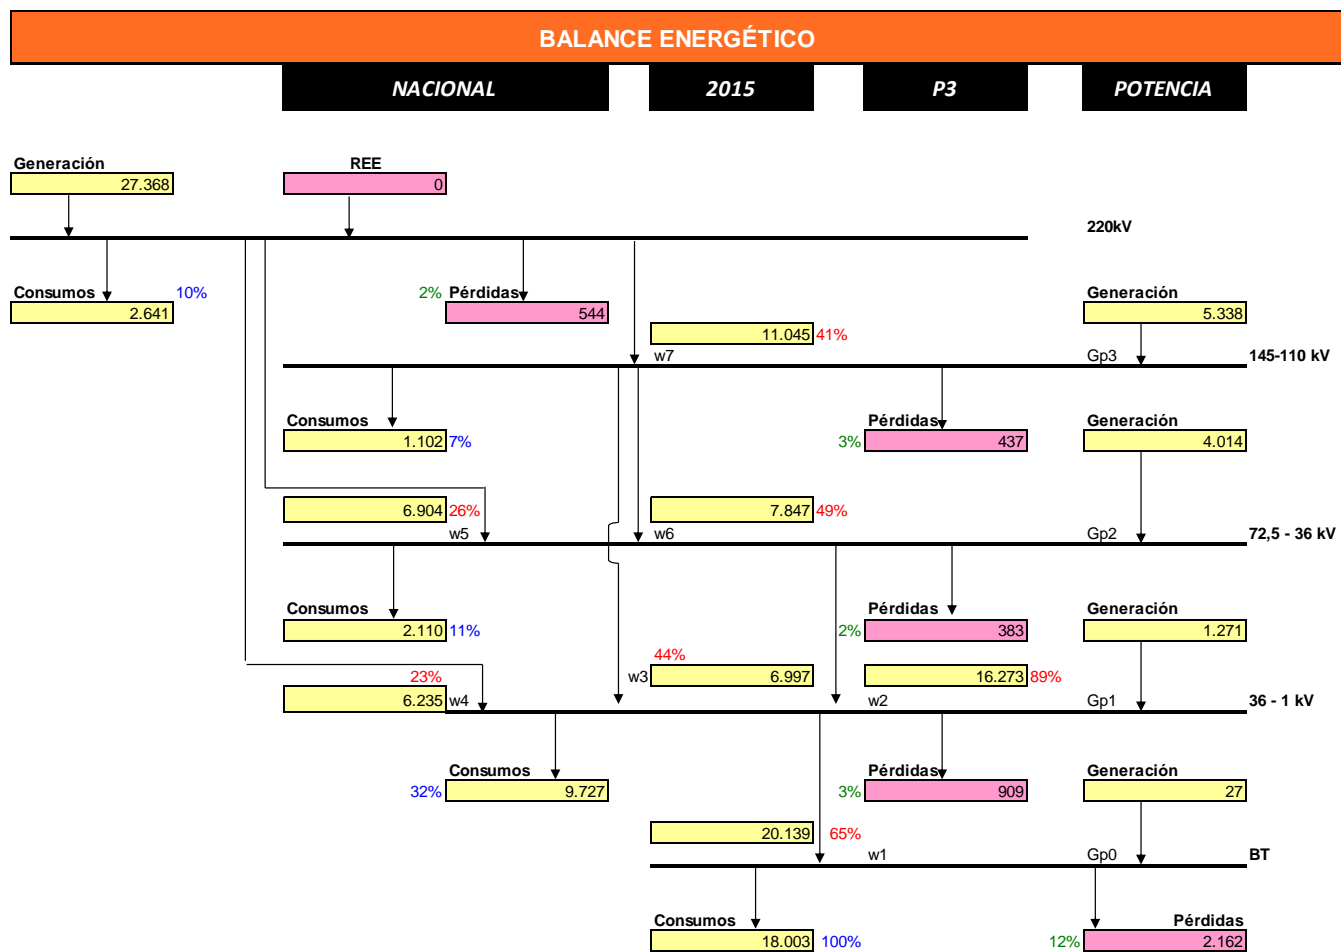 BALANCE ENERGÉTICO
NACIONAL 2015 P3 POTENCIA
Generación REE
27.368 0
220kV
Consumos 10% 2% Pérdidas Generación
2.641 544 5.338
11.045 41%
w7 Gp3 145-110 kV
Consumos Pérdidas Generación
1.102 7% 3% 437 4.014
6.904 26% 7.847 49%
w5 w6 Gp2 72,5 - 36 kV
Consumos Pérdidas Generación
2.110 11% 2% 383 1.271
44%
23% w3 6.997 16.273 89%
6.235 w4 w2 Gp1 36 - 1 kV
Consumos Pérdidas Generación
32% 9.727 3% 909 27
20.139 65%
w1 Gp0 BT
Consumos Pérdidas
18.003 100% 12% 2.162